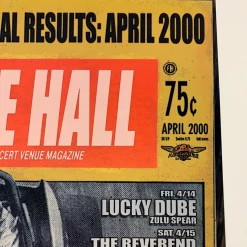 AL RESULTS: APRIL 2000
75¢
E HALL
APRIL 2000
CERT VENUE MAGAZINE
FRI. 4/14
LUCKY DUBE
ZULU SPEAR
SAT. 4/15
THE REVEREND